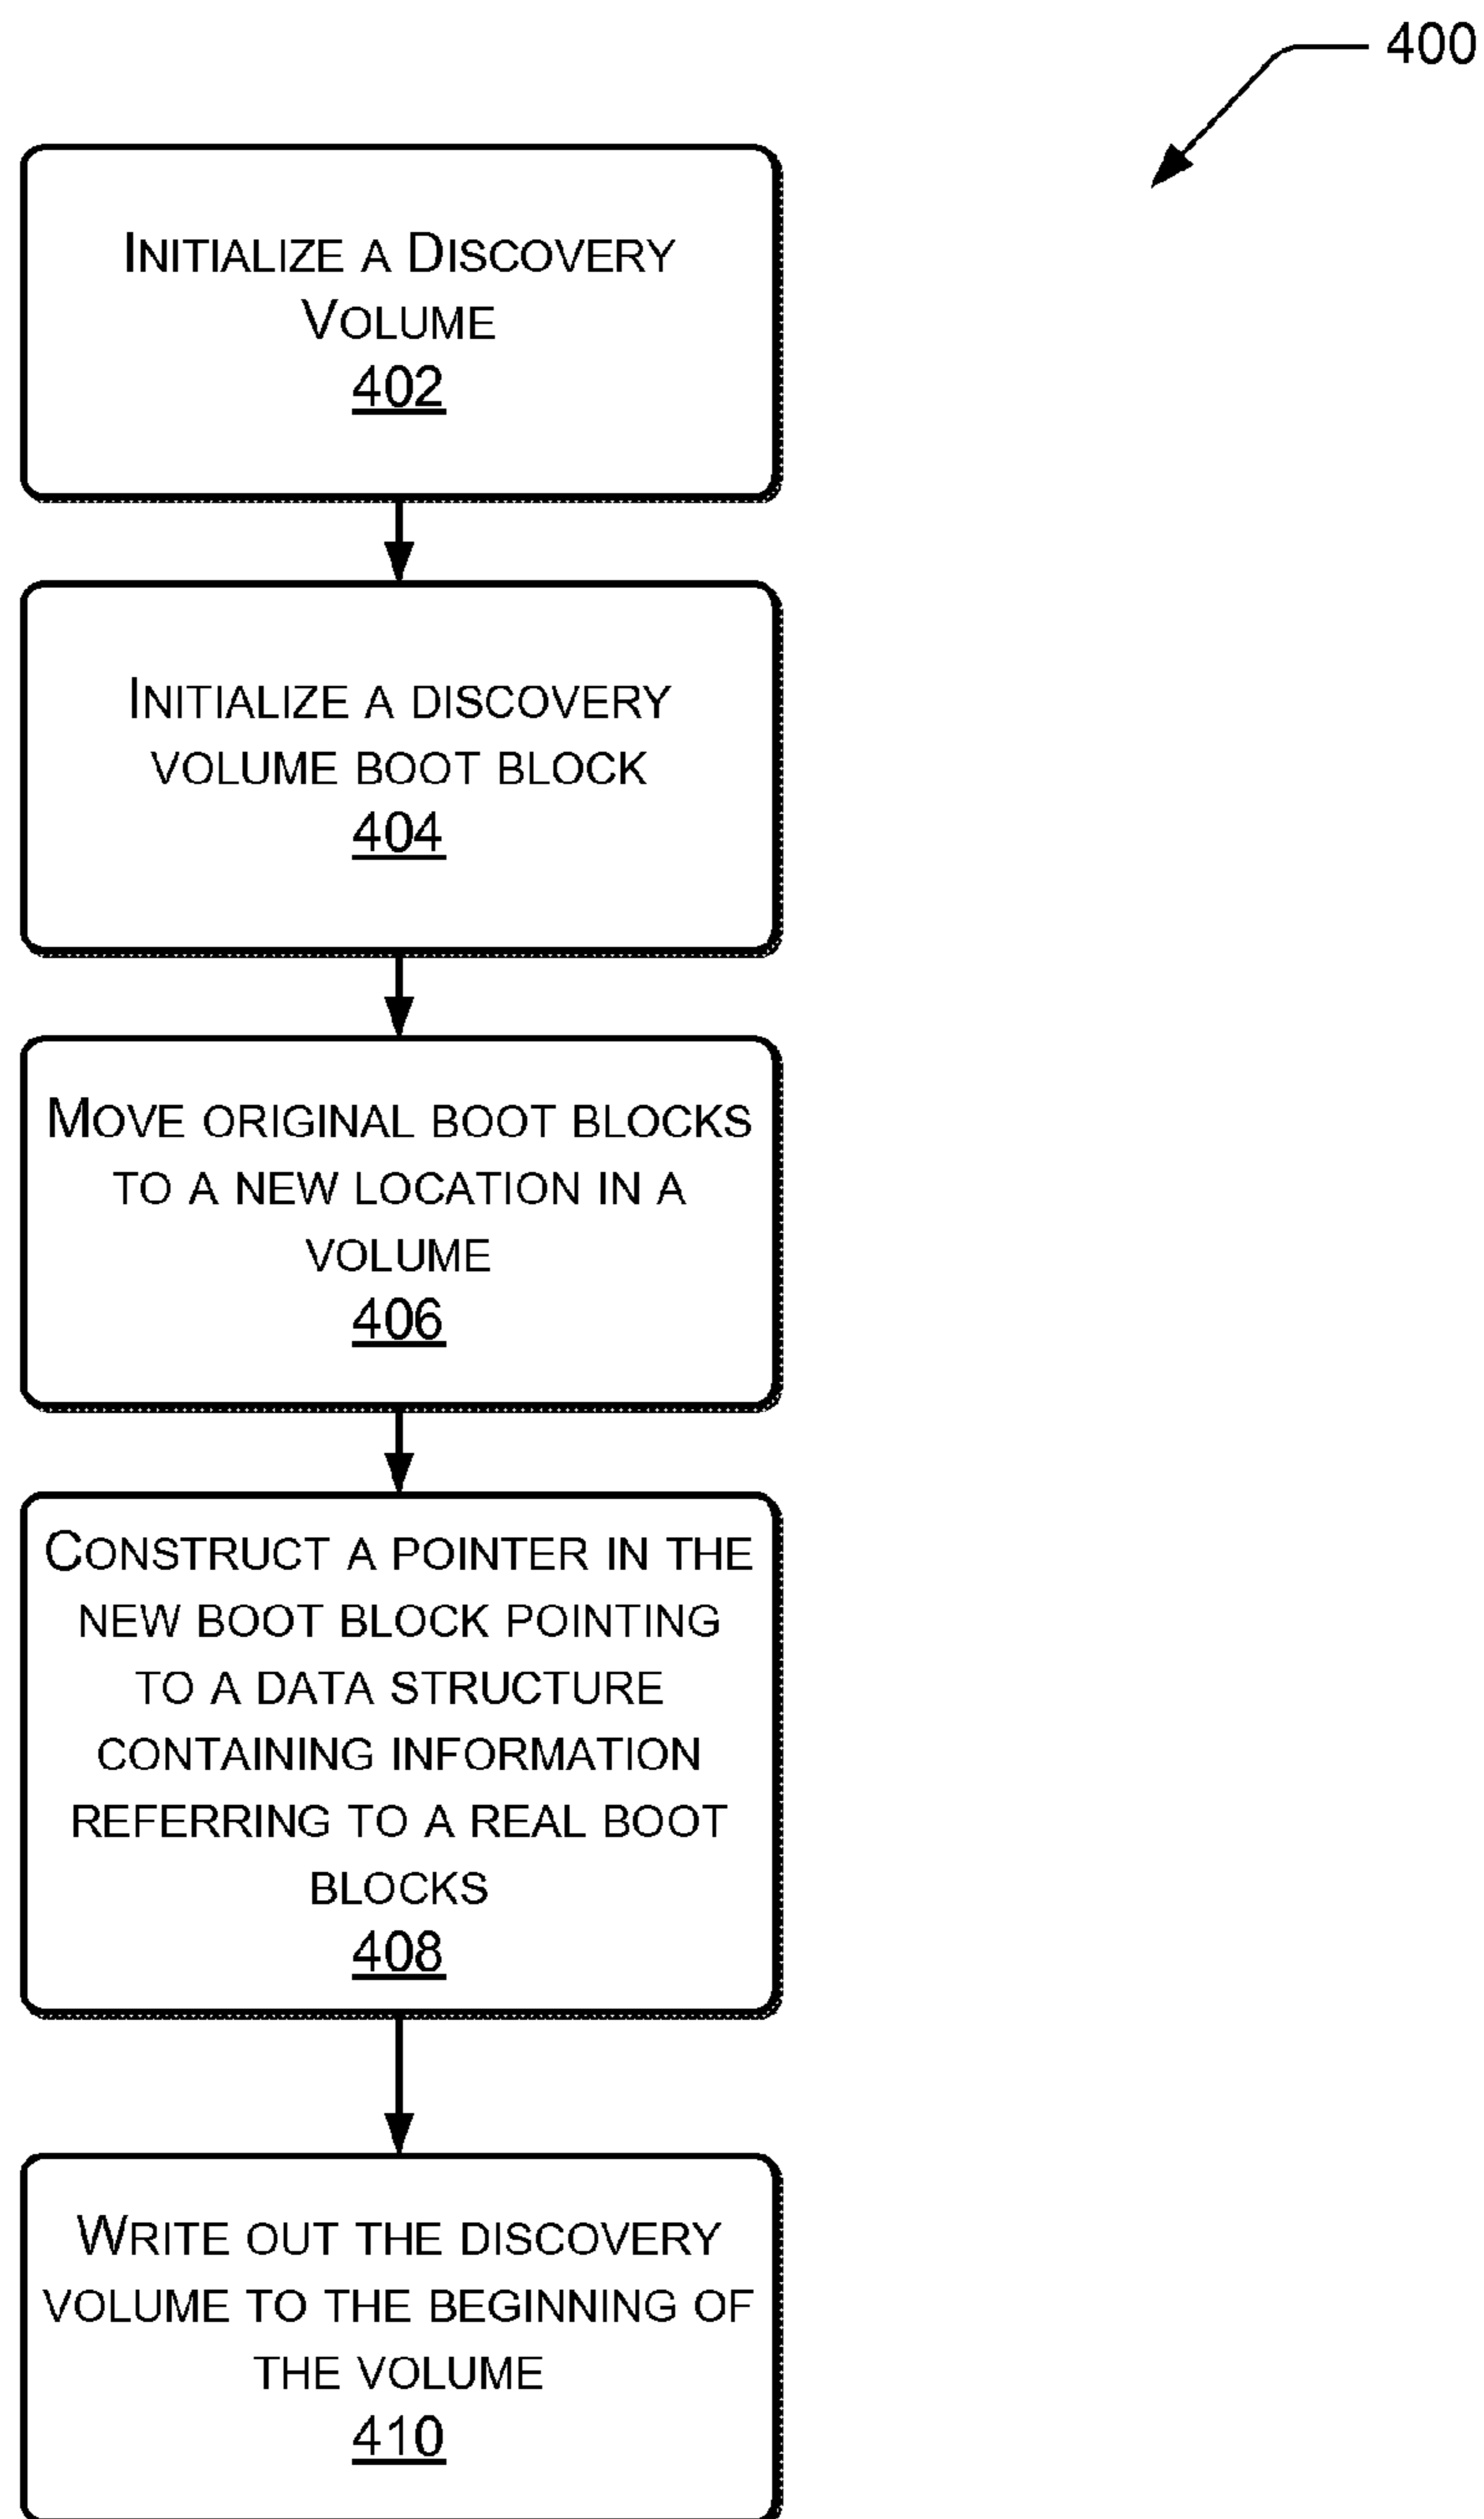 400
Initialize a Discovery
Volume
402
Initialize a discovery
volume boot block
404
Move original boot blocks
to a new location in a
volume
406
Construct a pointer in the
new boot block pointing
to a data structure
containing information
referring to a real boot
blocks
408
Write out the discovery
volume to the beginning of
the volume
410